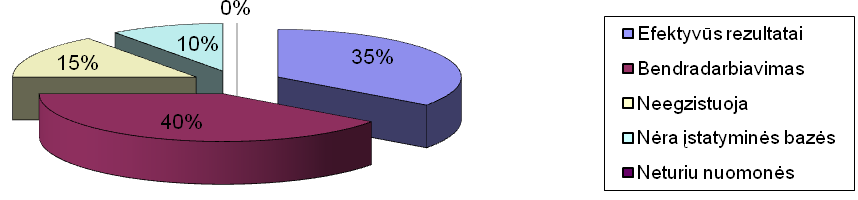 0%
10%
35%
15%
40%
Efektyvūs rezultatai
Bendradarbiavimas
Neegzistuoja
Nėra įstatyminės bazės
Neturiu nuomonės